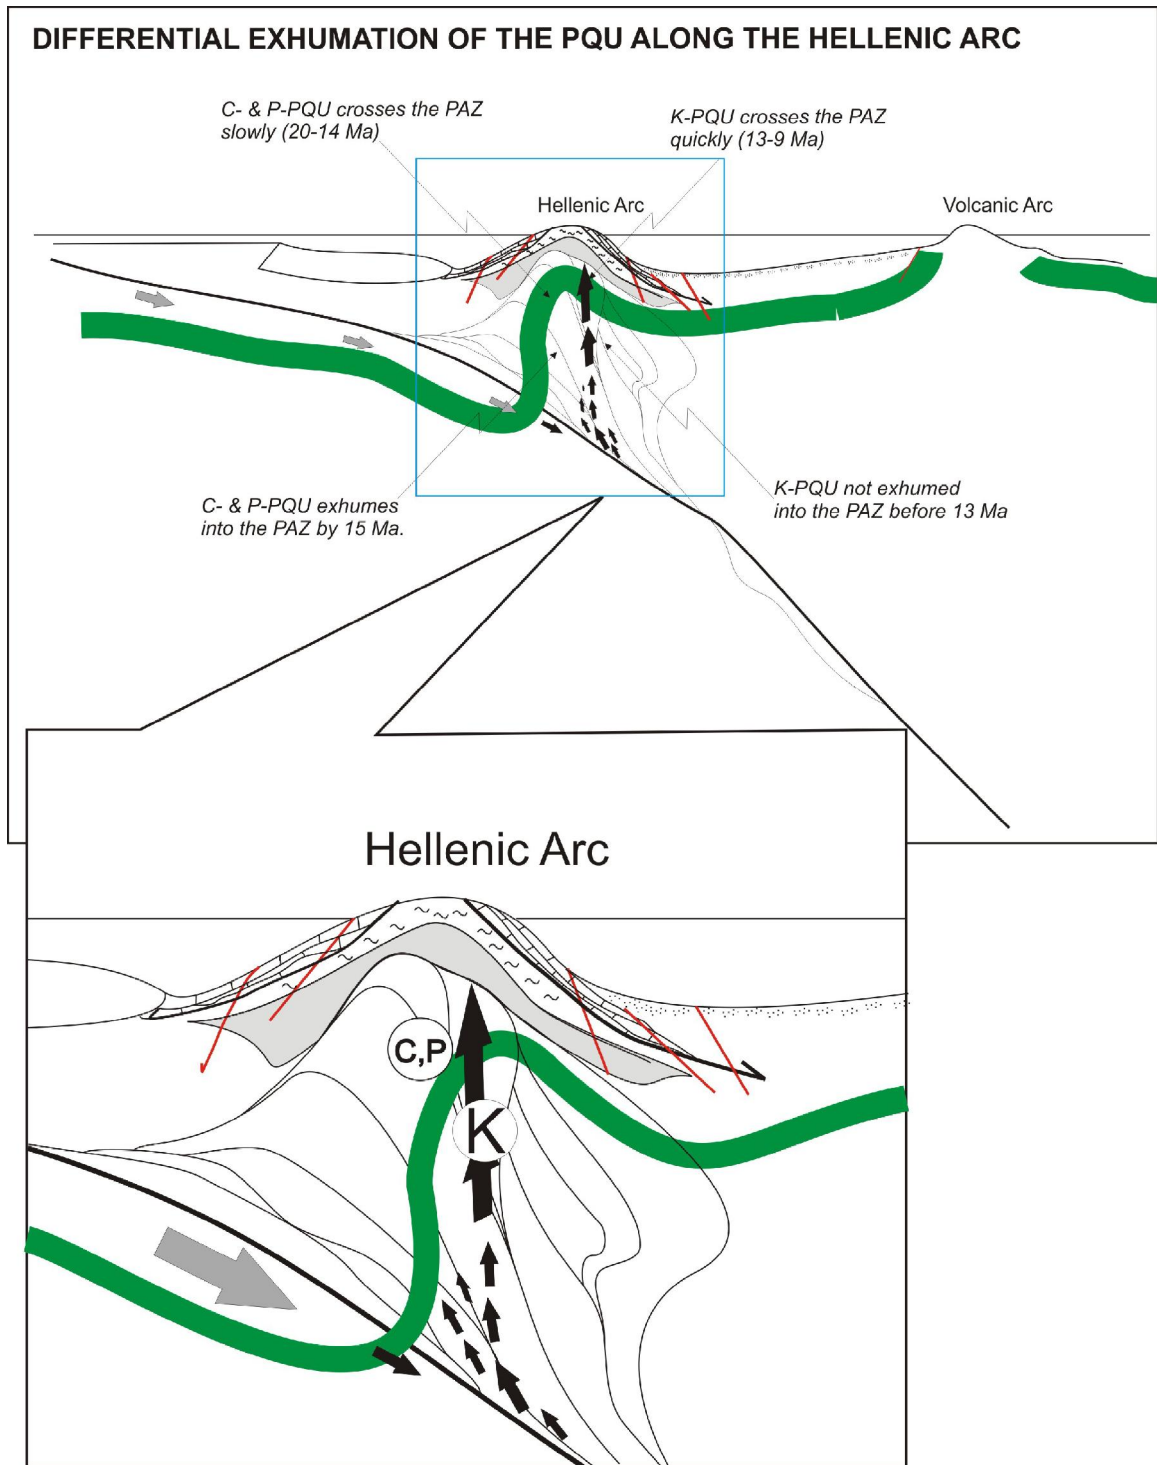 DIFFERENTIAL EXHUMATION OF THE PQU ALONG THE HELLENIC ARC
C- & P-PQU crosses the PAZ
slowly (20-14 Ma)
K-PQU crosses the PAZ
quickly (13-9 Ma)
Hellenic Arc
Volcanic Arc
C- & P-PQU exhumes
into the PAZ by 15 Ma.
K-PQU not exhumed
into the PAZ before 13 Ma
Hellenic Arc
C,P
K